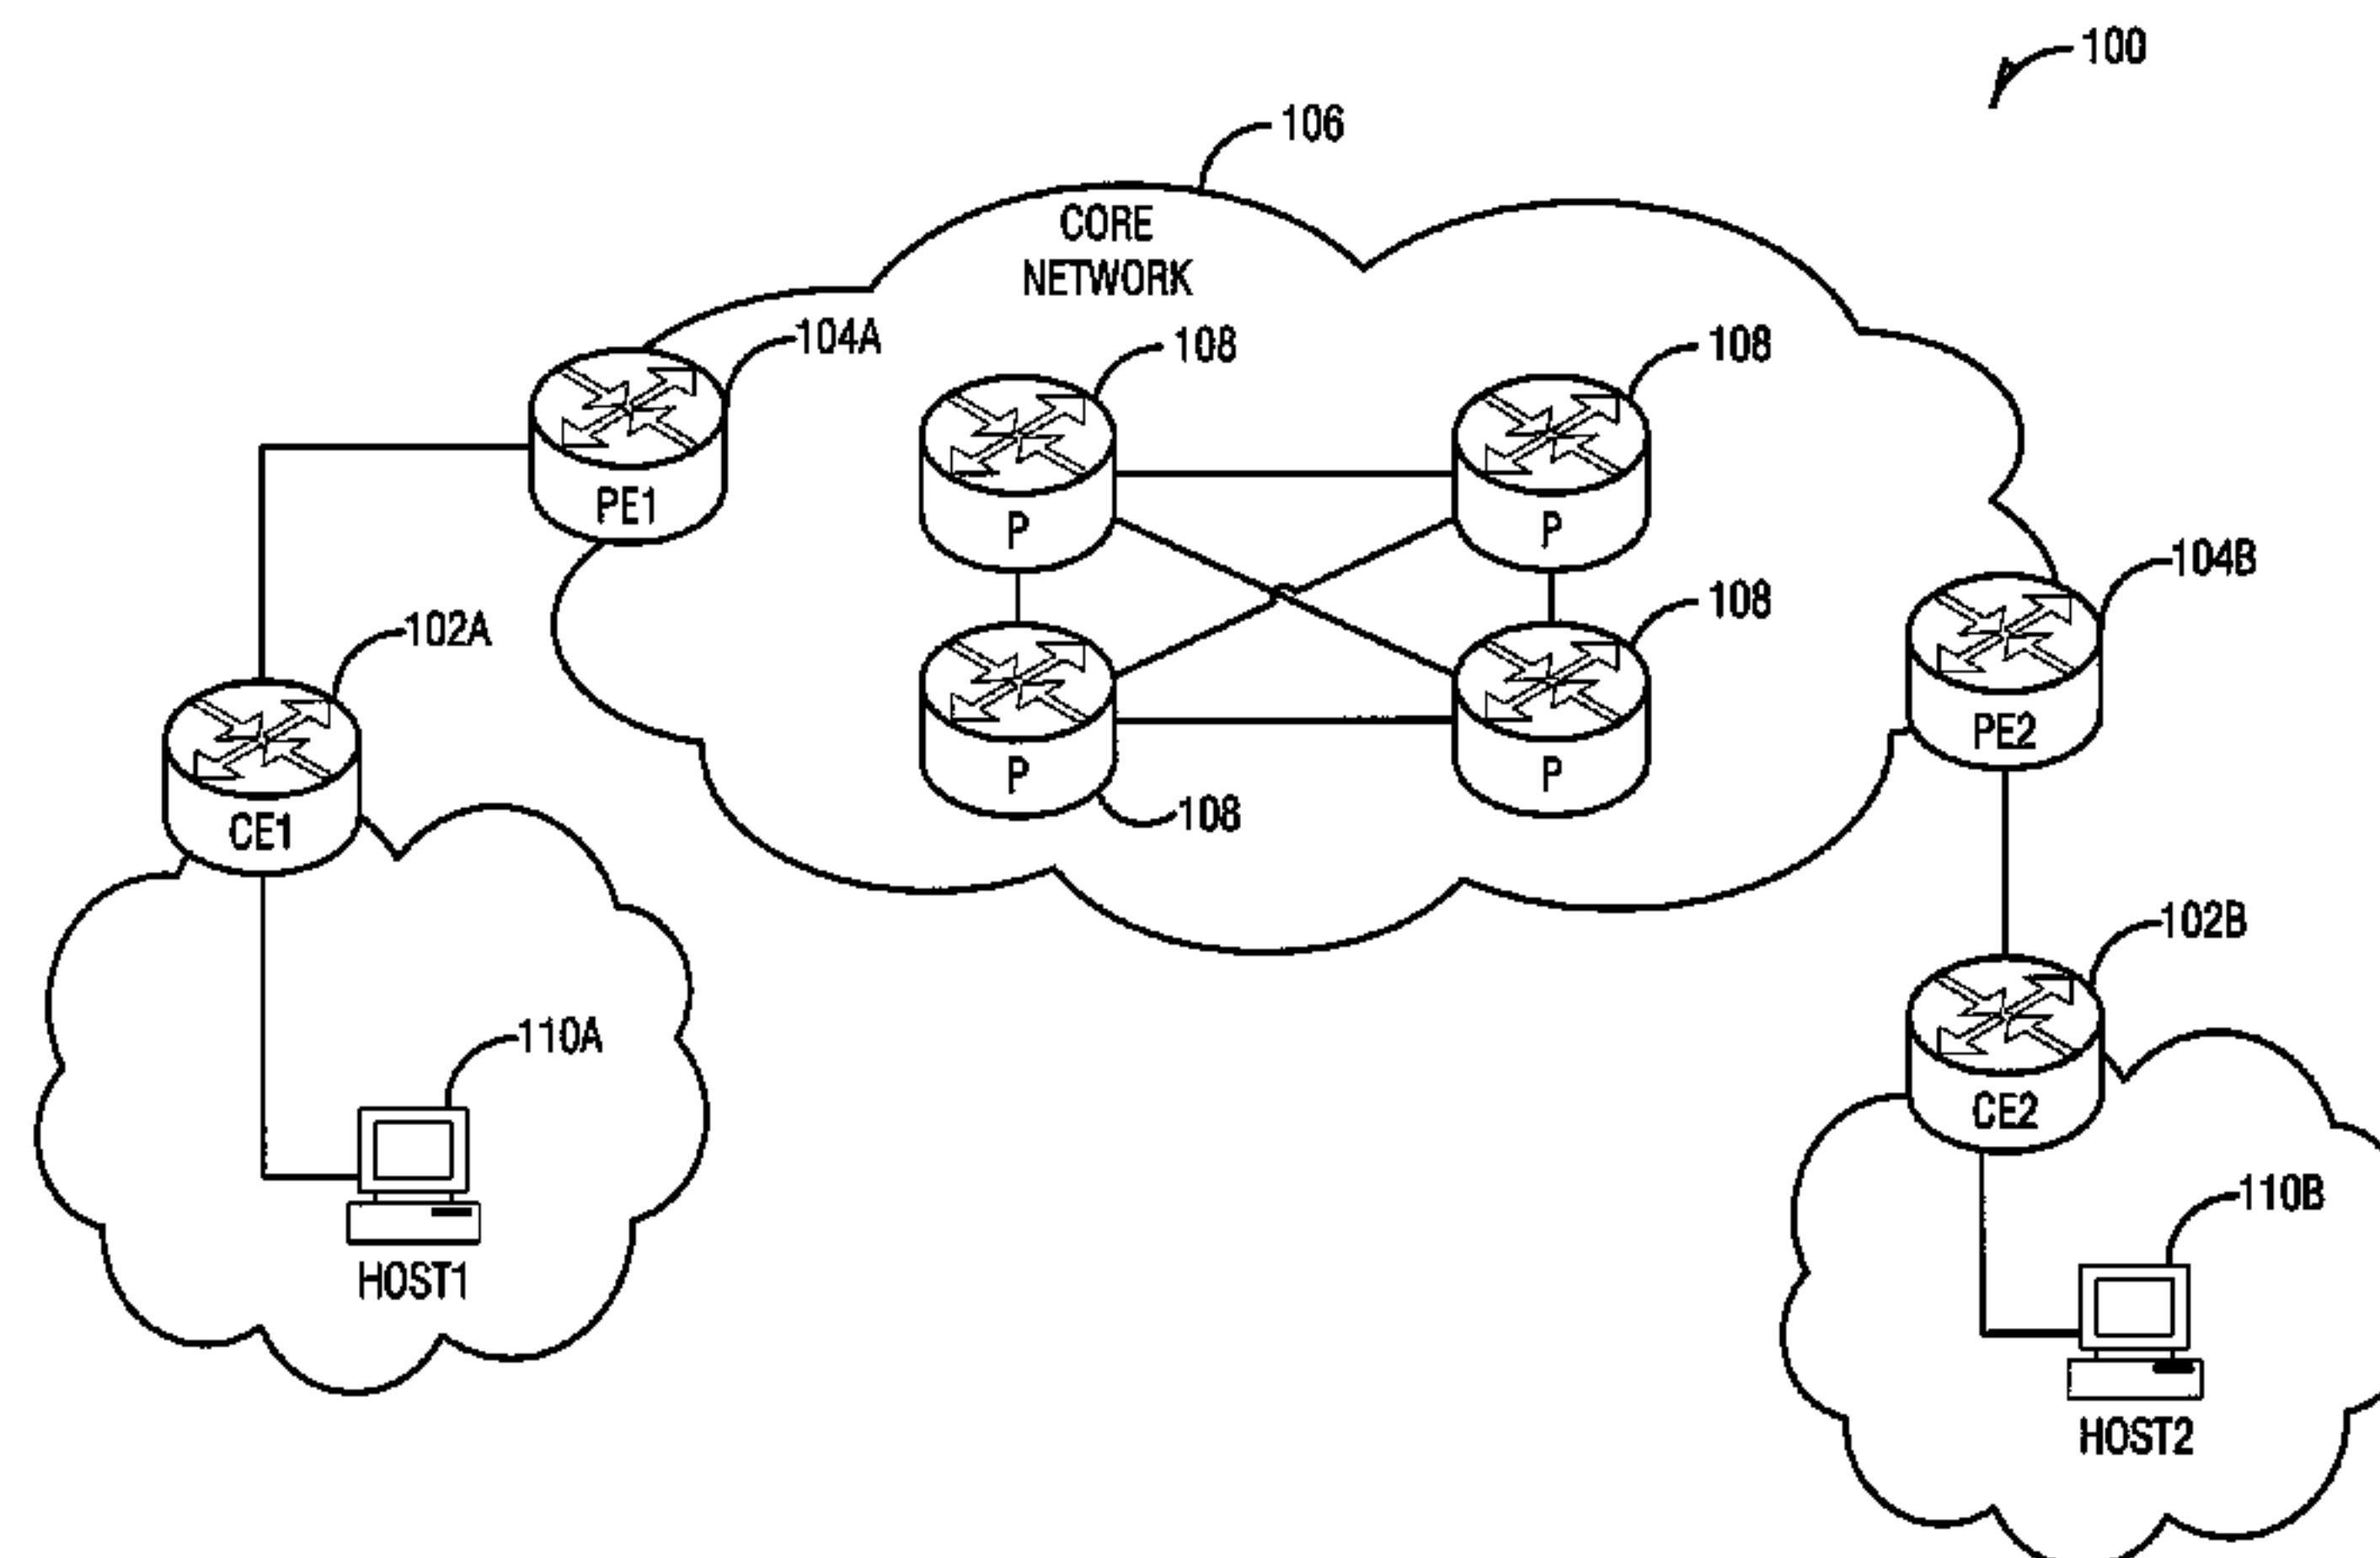 100
106
CORE
NETWORK
104A
108
108
PE1
P
P
104B
108
102A
PE2
P
P
108
CE1
102B
110A
CE2
110B
HOST1
HOST2